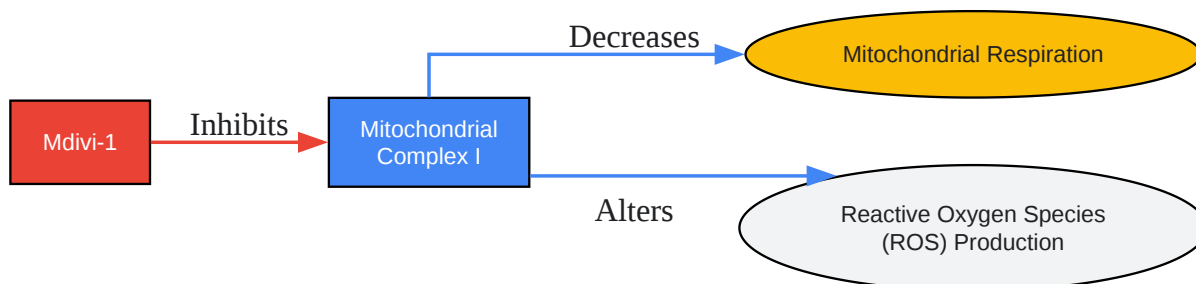 Decreases
Mitochondrial Respiration
Mdivi-1
Inhibits
Mitochondrial
Complex I
Alters
Reactive Oxygen Species
(ROS) Production